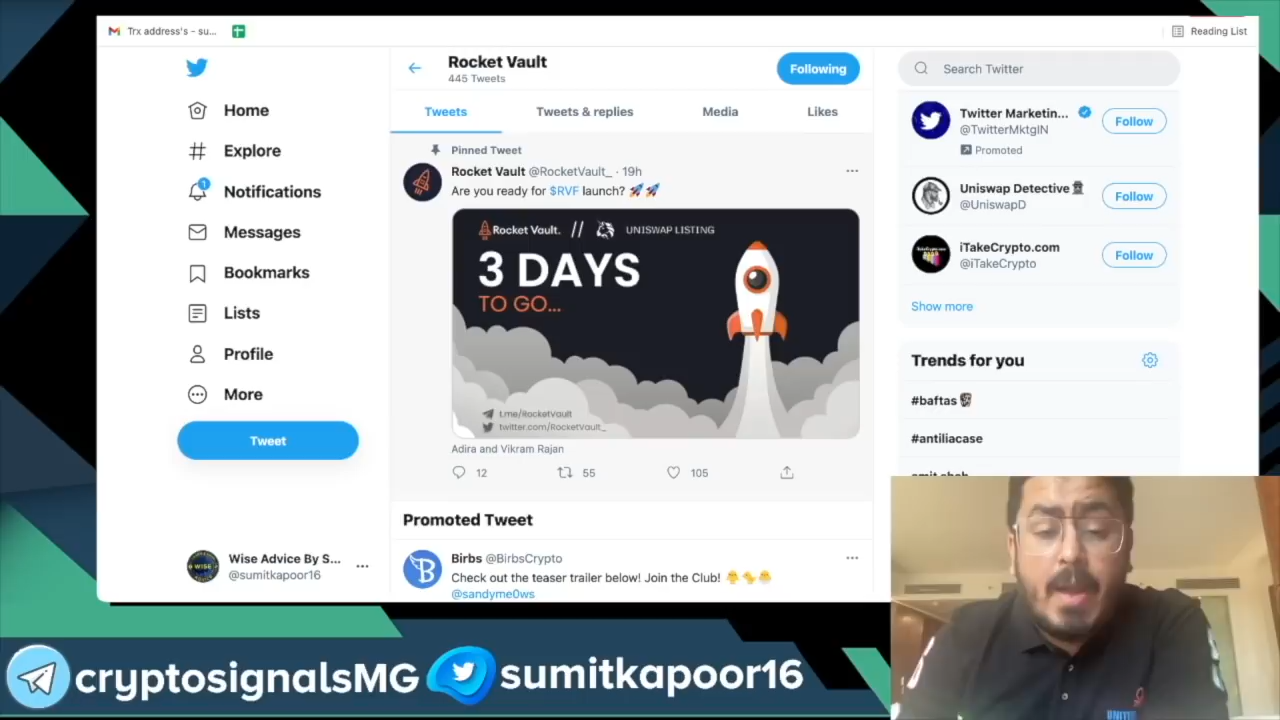 Trx address's - su...
Reading List
Home
Explore
1
Notifications
Messages
Bookmarks
Lists
Profile
More
Tweet
Wise Advice By S...
@sumitkapoor16
Rocket Vault
445 Tweets
Following
Tweets
Tweets & replies
Media
Likes
Pinned Tweet
Rocket Vault @RocketVault_ · 19h
Are you ready for $RVF launch? 🚀🚀
Rocket Vault. // UNISWAP LISTING
3 DAYS
TO GO...
t.me/RocketVault
twitter.com/RocketVault_
Adira and Vikram Rajan
12
55
105
Promoted Tweet
Birbs @BirbsCrypto
Check out the teaser trailer below! Join the Club! 🐣🐤🐣
@sandyme0ws
Search Twitter
Twitter Marketin...
@TwitterMktgIN
Promoted
Follow
Uniswap Detective
@UniswapD
Follow
iTakeCrypto.com
@iTakeCrypto
Follow
Show more
Trends for you
#baftas
#antiliacase
cryptosignalsMG
sumitkapoor16
WISE